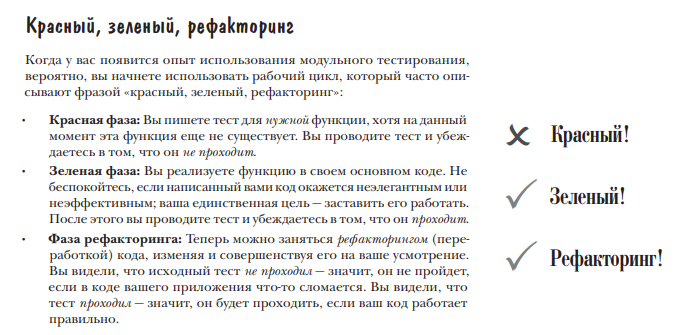 Красный, зеленый, рефакторинг
Когда у вас появится опыт использования модульного тестирования,
вероятно, вы начнете использовать рабочий цикл, который часто опи-
сывают фразой «красный, зеленый, рефакторинг»:
• Красная фаза: Вы пишете тест для нужной функции, хотя на данный
момент эта функция еще не существует. Вы проводите тест и убеж-
даетесь в том, что он не проходит.
• Зеленая фаза: Вы реализуете функцию в своем основном коде. Не
беспокойтесь, если написанный вами код окажется неэлегантным или
неэффективным; ваша единственная цель — заставить его работать.
После этого вы проводите тест и убеждаетесь в том, что он проходит.
• Фаза рефакторинга: Теперь можно заняться рефакторингом (пере-
работкой) кода, изменяя и совершенствуя его на ваше усмотрение.
Вы видели, что исходный тест не проходил — значит, он не пройдет,
если в коде вашего приложения что-то сломается. Вы видели, что
тест проходил — значит, он будет проходить, если ваш код работает
правильно.
Красный!
Зеленый!
Рефакторинг!